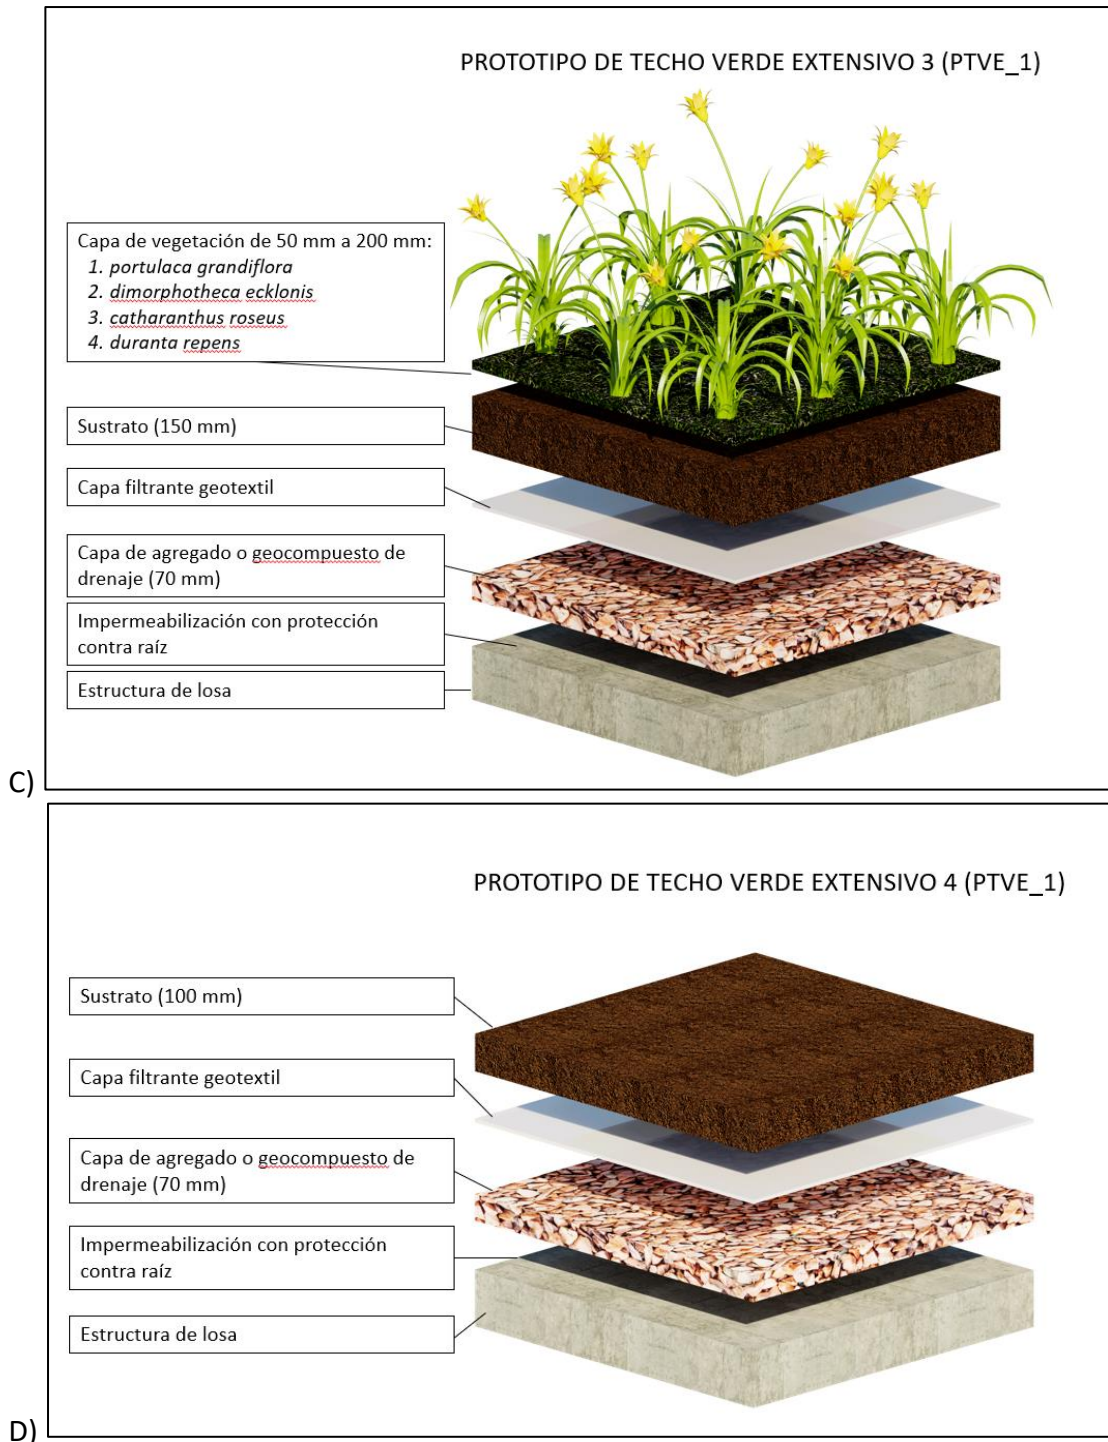 PROTOTIPO DE TECHO VERDE EXTENSIVO 3 (PTVE_1)
Capa de vegetación de 50 mm a 200 mm:
1. portulaca grandiflora
2. dimorphotheca ecklonis
3. catharanthus roseus
4. duranta repens
Sustrato (150 mm)
Capa filtrante geotextil
Capa de agregado o geocompuesto de
drenaje (70 mm)
Impermeabilización con protección
contra raíz
Estructura de losa
C)
PROTOTIPO DE TECHO VERDE EXTENSIVO 4 (PTVE_1)
Sustrato (100 mm)
Capa filtrante geotextil
Capa de agregado o geocompuesto de
drenaje (70 mm)
Impermeabilización con protección
contra raíz
Estructura de losa
D)